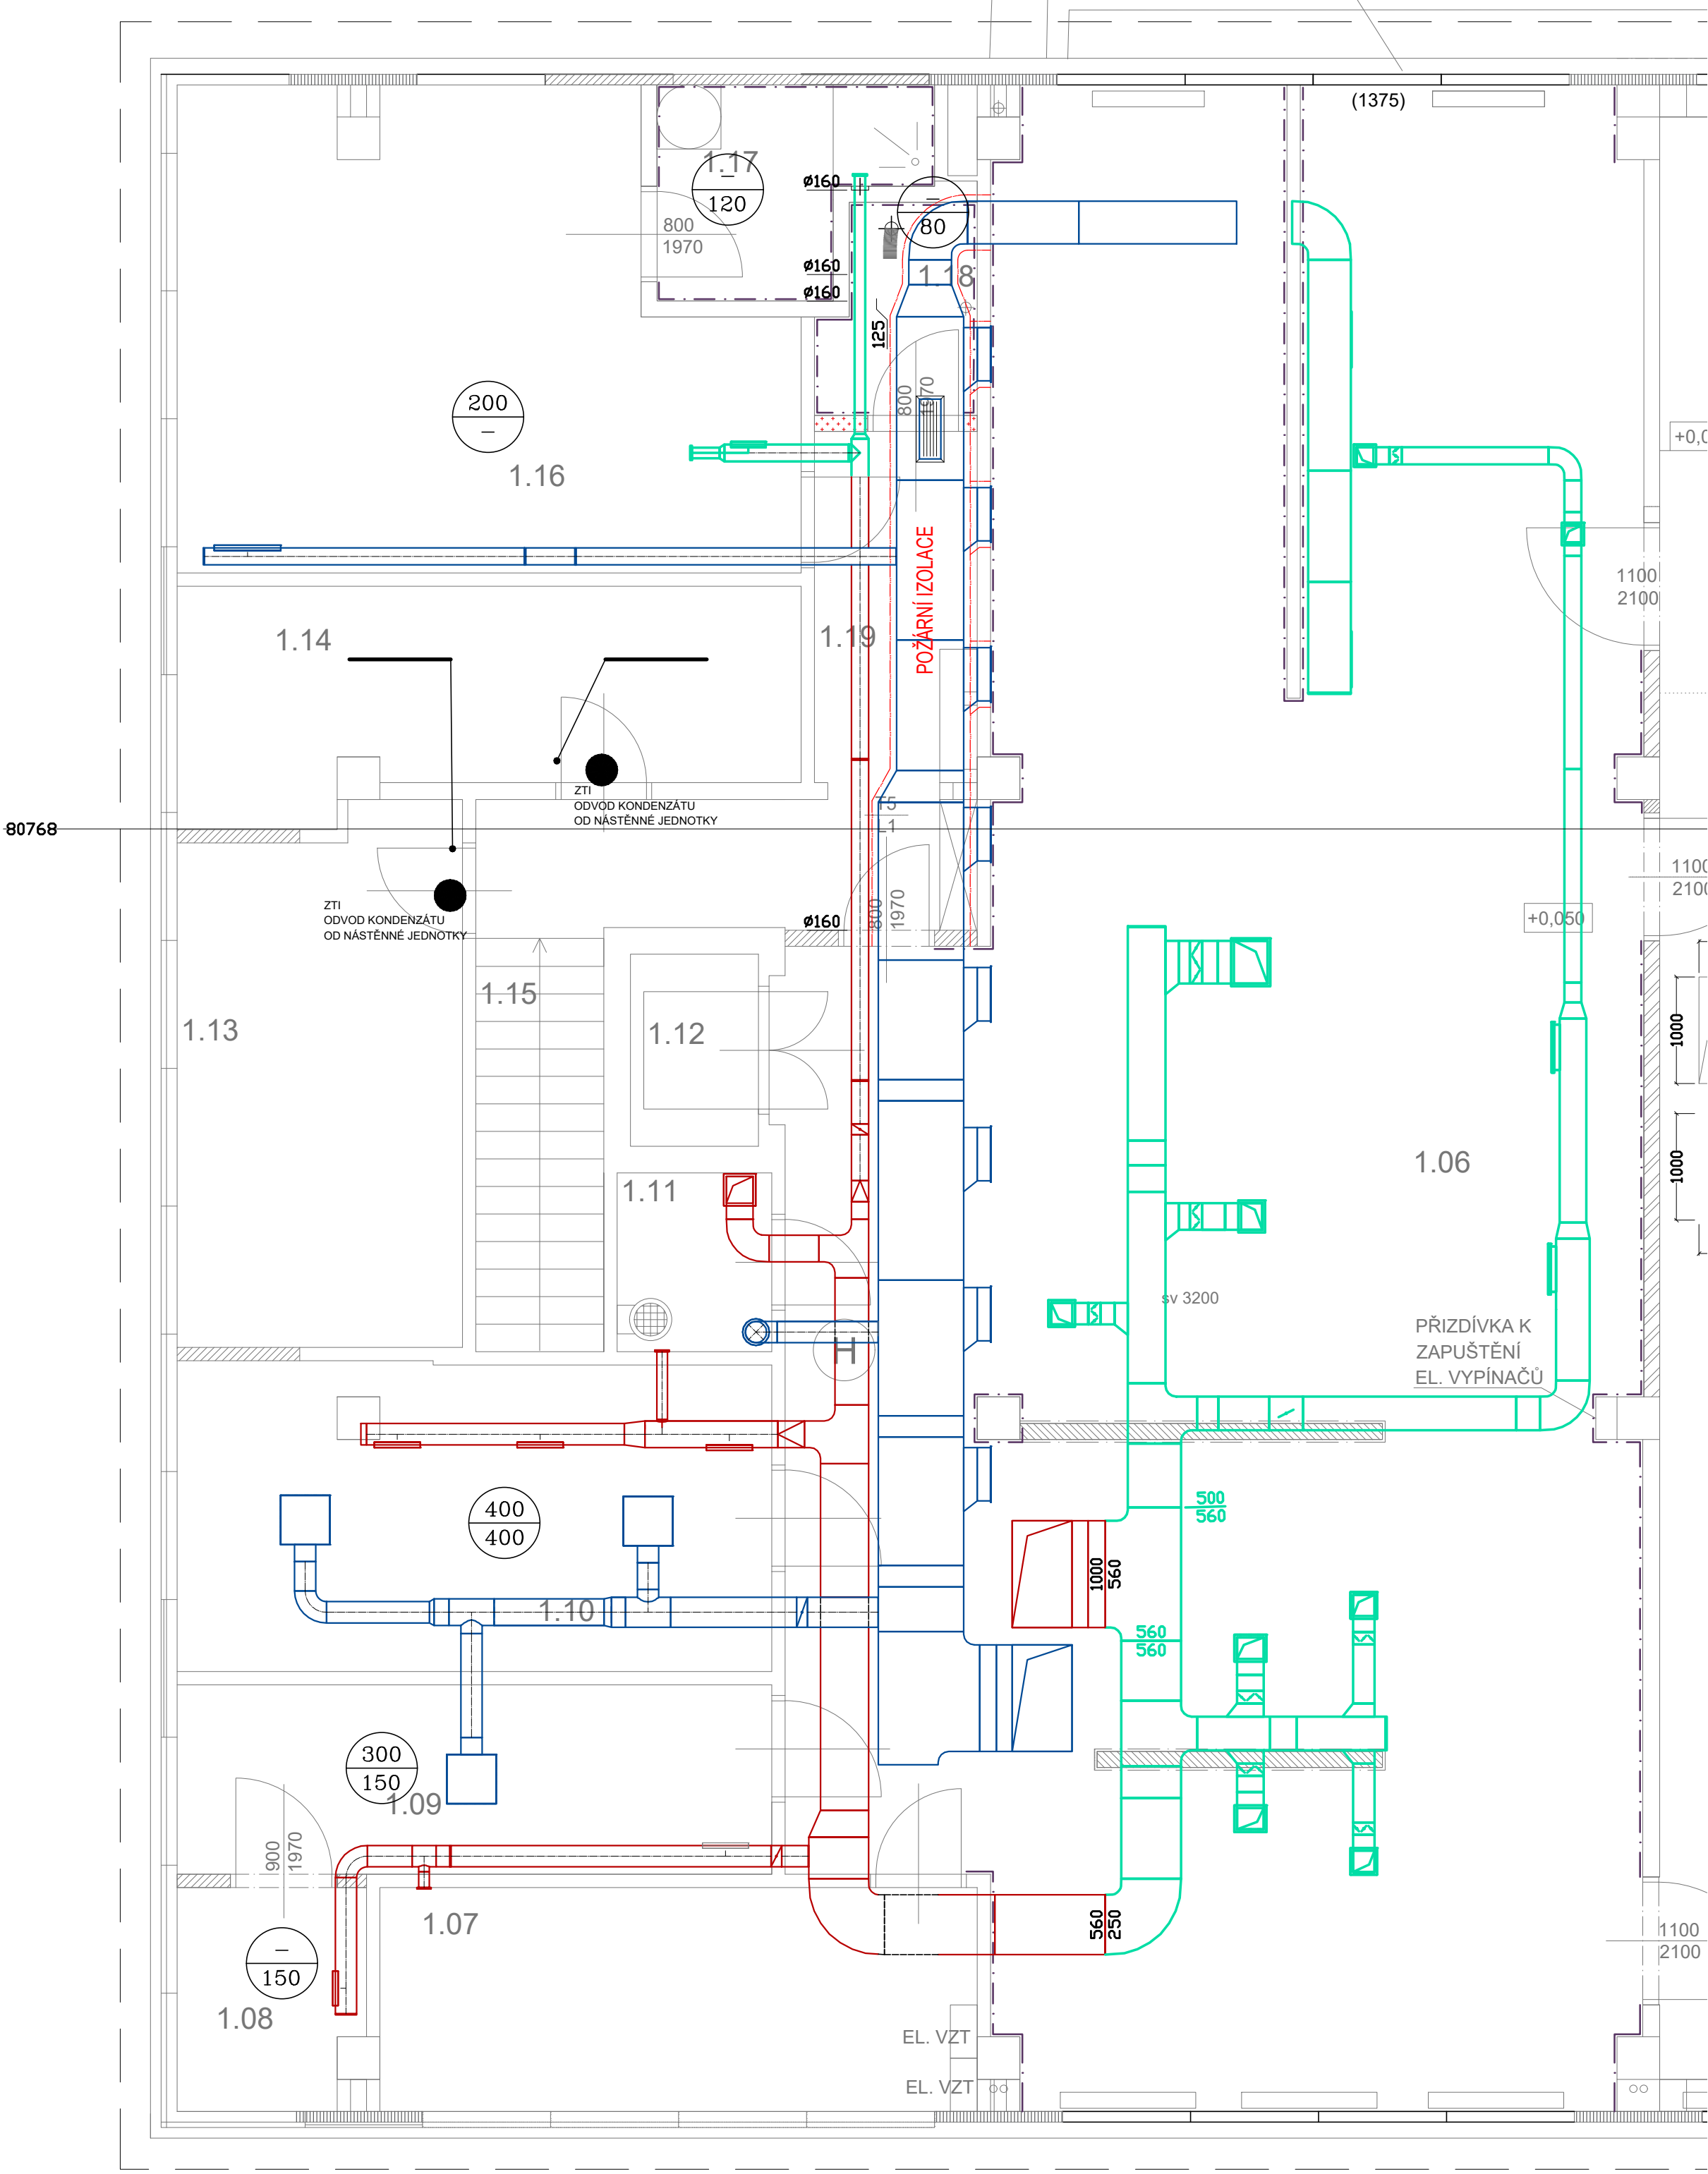 (1375)
1.17
–
120
800
1970
ø160
ø160
ø160
–
80
1.18
125
800
1970
200
–
1.16
+0,0
POŽÁRNÍ IZOLACE
1100
2100
1.14
1.19
ZTI
ODVOD KONDENZÁTU
OD NÁSTĚNNÉ JEDNOTKY
T5
L1
80768
1100
2100
ZTI
ODVOD KONDENZÁTU
OD NÁSTĚNNÉ JEDNOTKY
ø160
800
1970
+0,050
1.15
1.13
1.12
1000
1.06
1000
1.11
sv 3200
PŘIZDÍVKA K
ZAPUŠTĚNÍ
EL. VYPÍNAČŮ
H
400
400
500
560
1000
560
1.10
560
560
300
150
1.09
900
1970
1.07
560
250
1100
2100
–
150
1.08
EL. VZT
EL. VZT